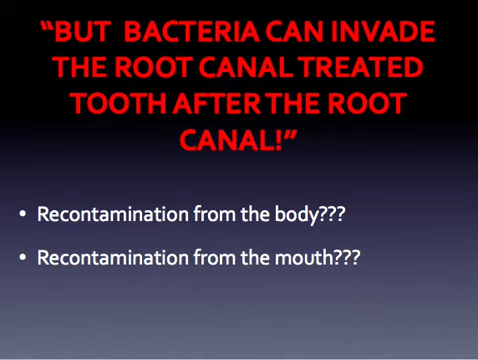 “BUT BACTERIA CAN INVADE
THE ROOT CANAL TREATED
TOOTH AFTER THE ROOT
CANAL!”
• Recontamination from the body???
• Recontamination from the mouth???